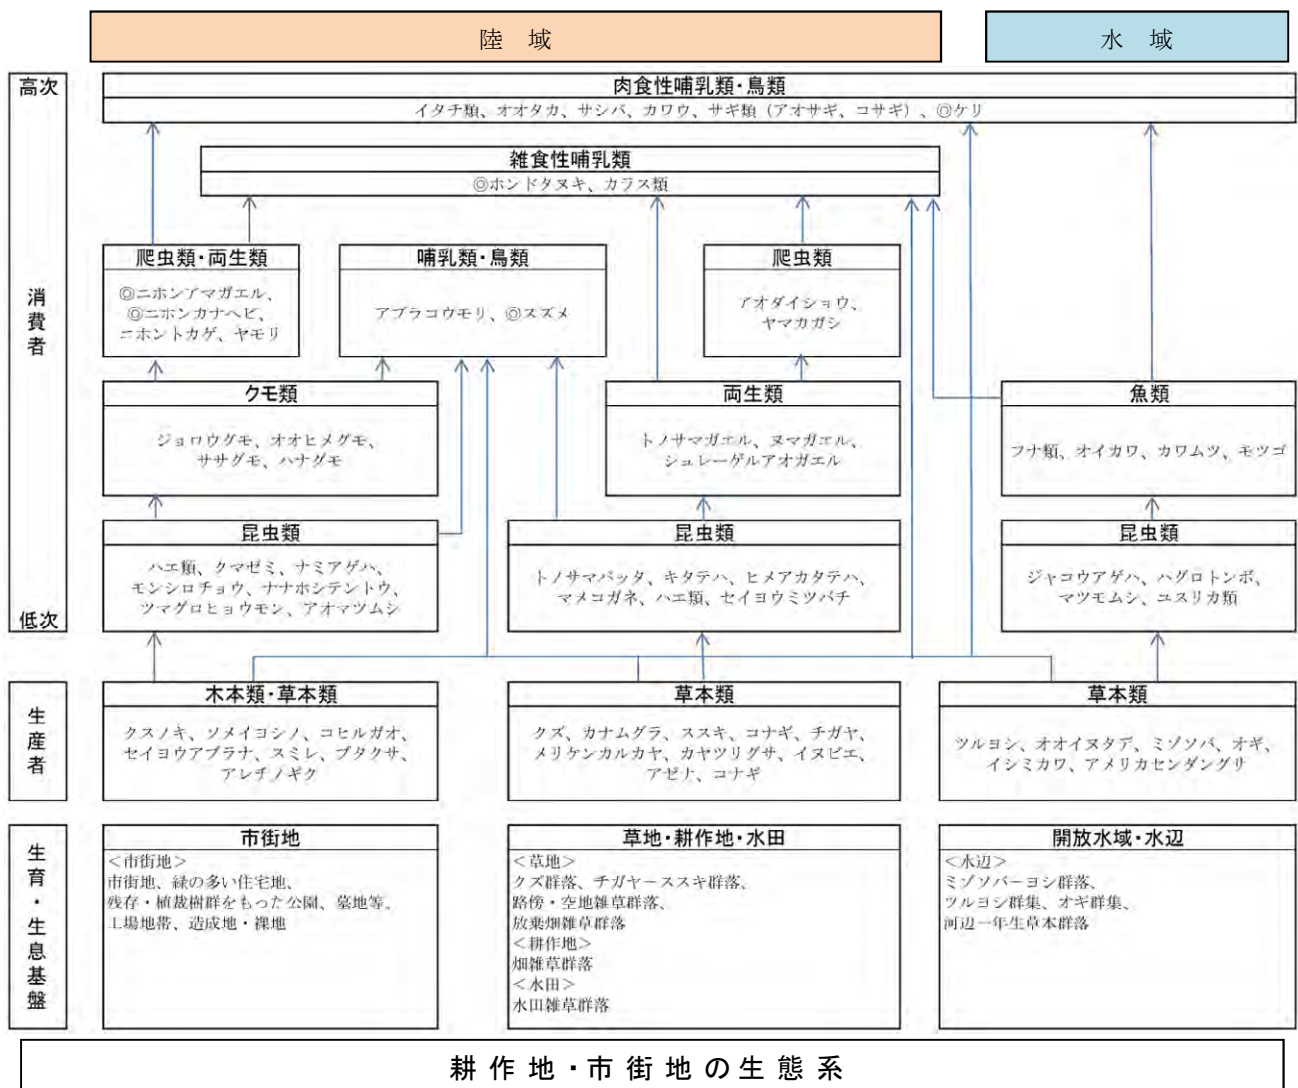 陸 域
水 域
高次
消費者
低次
肉食性哺乳類・鳥類
イタチ類、オオタカ、サシバ、カワウ、サギ類（アオサギ、コサギ）、◎ケリ
雑食性哺乳類
◎ホンドタヌキ、カラス類
爬虫類・両生類
◎ニホンアマガエル、
◎ニホンカナヘビ、
ニホントカゲ、ヤモリ
哺乳類・鳥類
アブラコウモリ、◎スズメ
爬虫類
アオダイショウ、
ヤマカガシ
クモ類
ジョロウグモ、オオヒメグモ、
ササグモ、ハナグモ
両生類
トノサマガエル、ヌマガエル、
シュレーゲルアオガエル
魚類
フナ類、オイカワ、カワムツ、モツゴ
昆虫類
ハエ類、クマゼミ、ナミアゲハ、
モンシロチョウ、ナナホシテントウ、
ツマグロヒョウモン、アオマツムシ
昆虫類
トノサマバッタ、キタテハ、ヒメアカタテハ、
マメコガネ、ハエ類、セイヨウミツバチ
昆虫類
ジャコウアゲハ、ハグロトンボ、
マツモムシ、ユスリカ類
生産者
木本類・草本類
クスノキ、ソメイヨシノ、コヒルガオ、
セイヨウアブラナ、スミレ、ブタクサ、
アレチノギク
草本類
クズ、カナムグラ、ススキ、コナギ、チガヤ、
メリケンカルカヤ、カヤツリグサ、イヌビエ、
アゼナ、コナギ
草本類
ツルヨシ、オオイヌタデ、ミゾソバ、オギ、
イシミカワ、アメリカセンダングサ
生育・生息基盤
市街地
＜市街地＞
市街地、緑の多い住宅地、
残存・植栽樹群をもった公園、墓地等、
工場地帯、造成地・裸地
草地・耕作地・水田
＜草地＞
クズ群落、チガヤーススキ群落、
路傍・空地雑草群落、
放棄畑雑草群落
＜耕作地＞
畑雑草群落
＜水田＞
水田雑草群落
開放水域・水辺
＜水辺＞
ミゾソバーヨシ群落、
ツルヨシ群集、オギ群集、
河辺一年生草本群落
耕作地・市街地の生態系